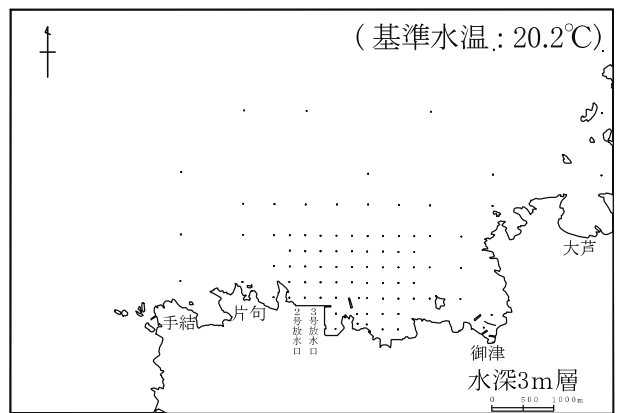 (基準水温:20.2℃)
大芦
手結
片句
2号放水口
3号放水口
御津
水深3m層
0 500 1000m